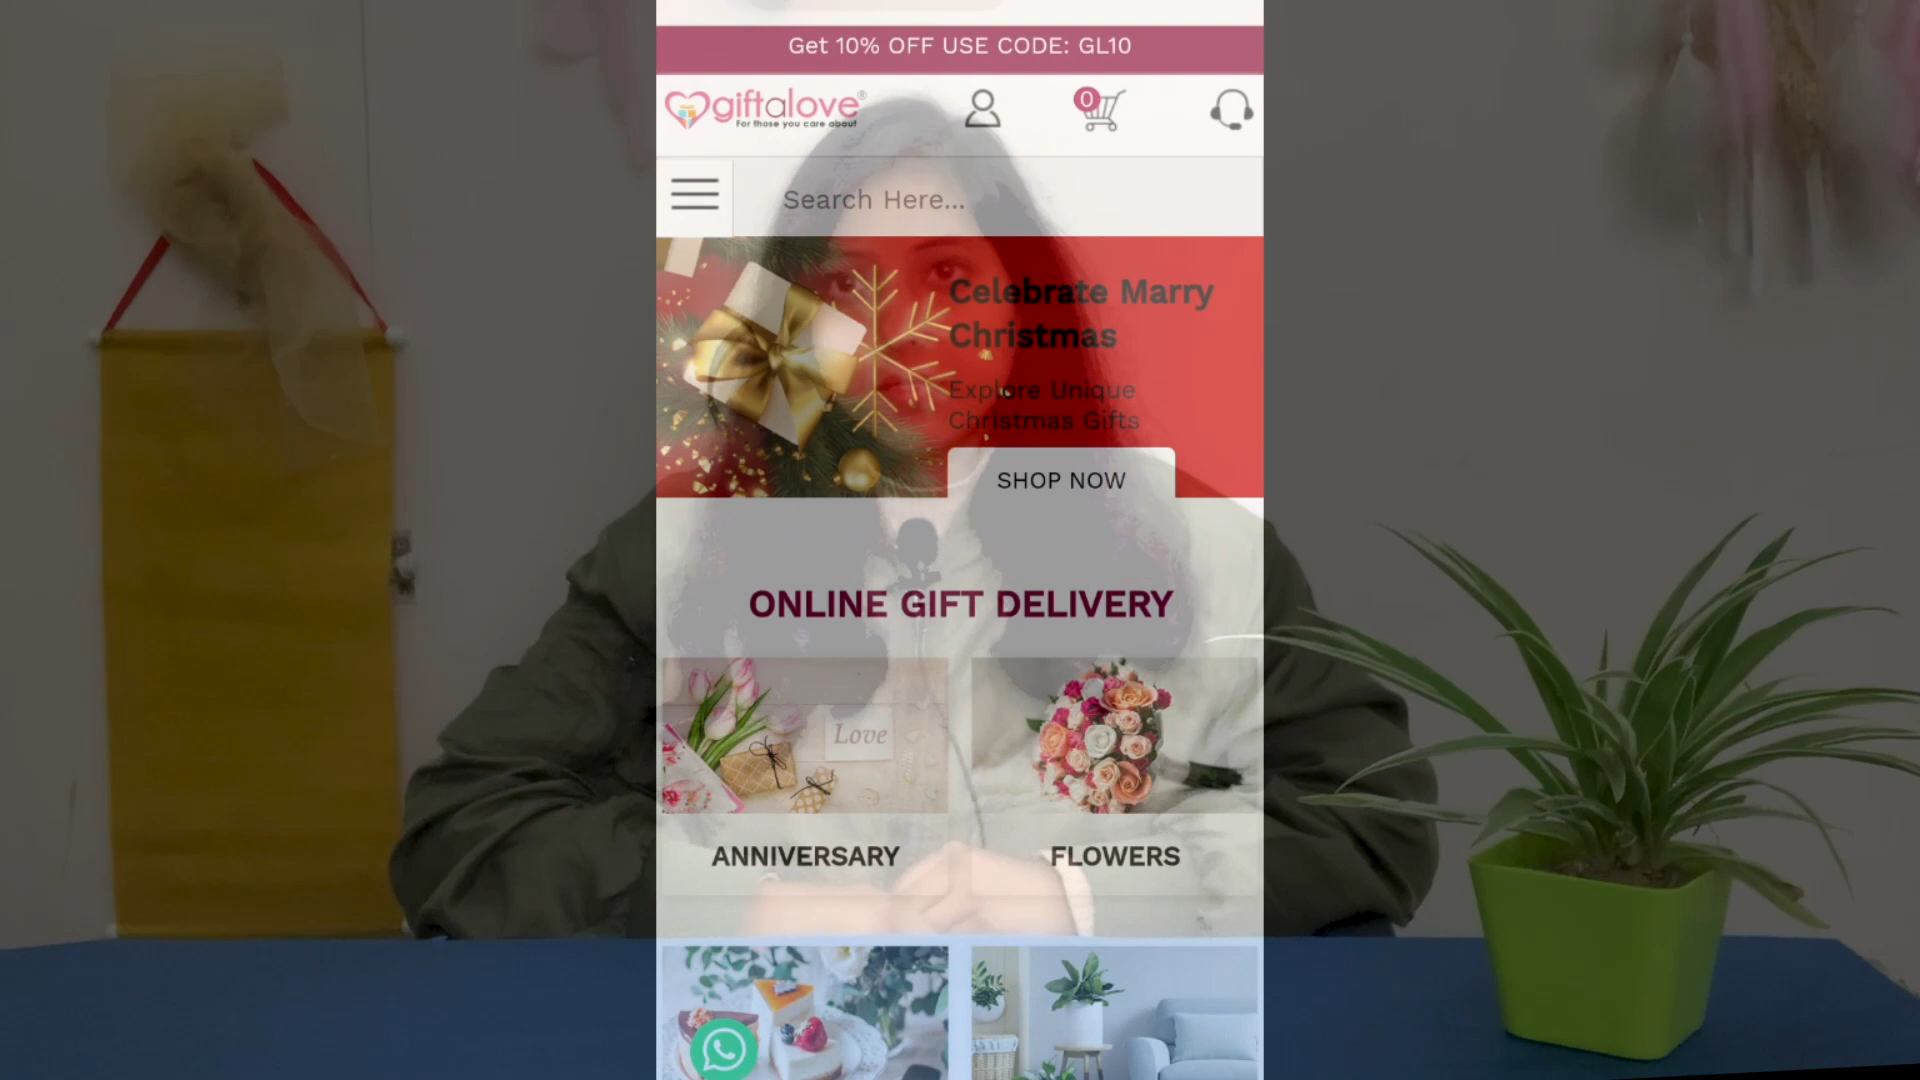 Get 10% OFF USE CODE: GL10
giftalove®
For those you care about
0
Search Here...
Celebrate Marry
Christmas
Explore Unique
Christmas Gifts
SHOP NOW
ONLINE GIFT DELIVERY
Love
ANNIVERSARY
FLOWERS